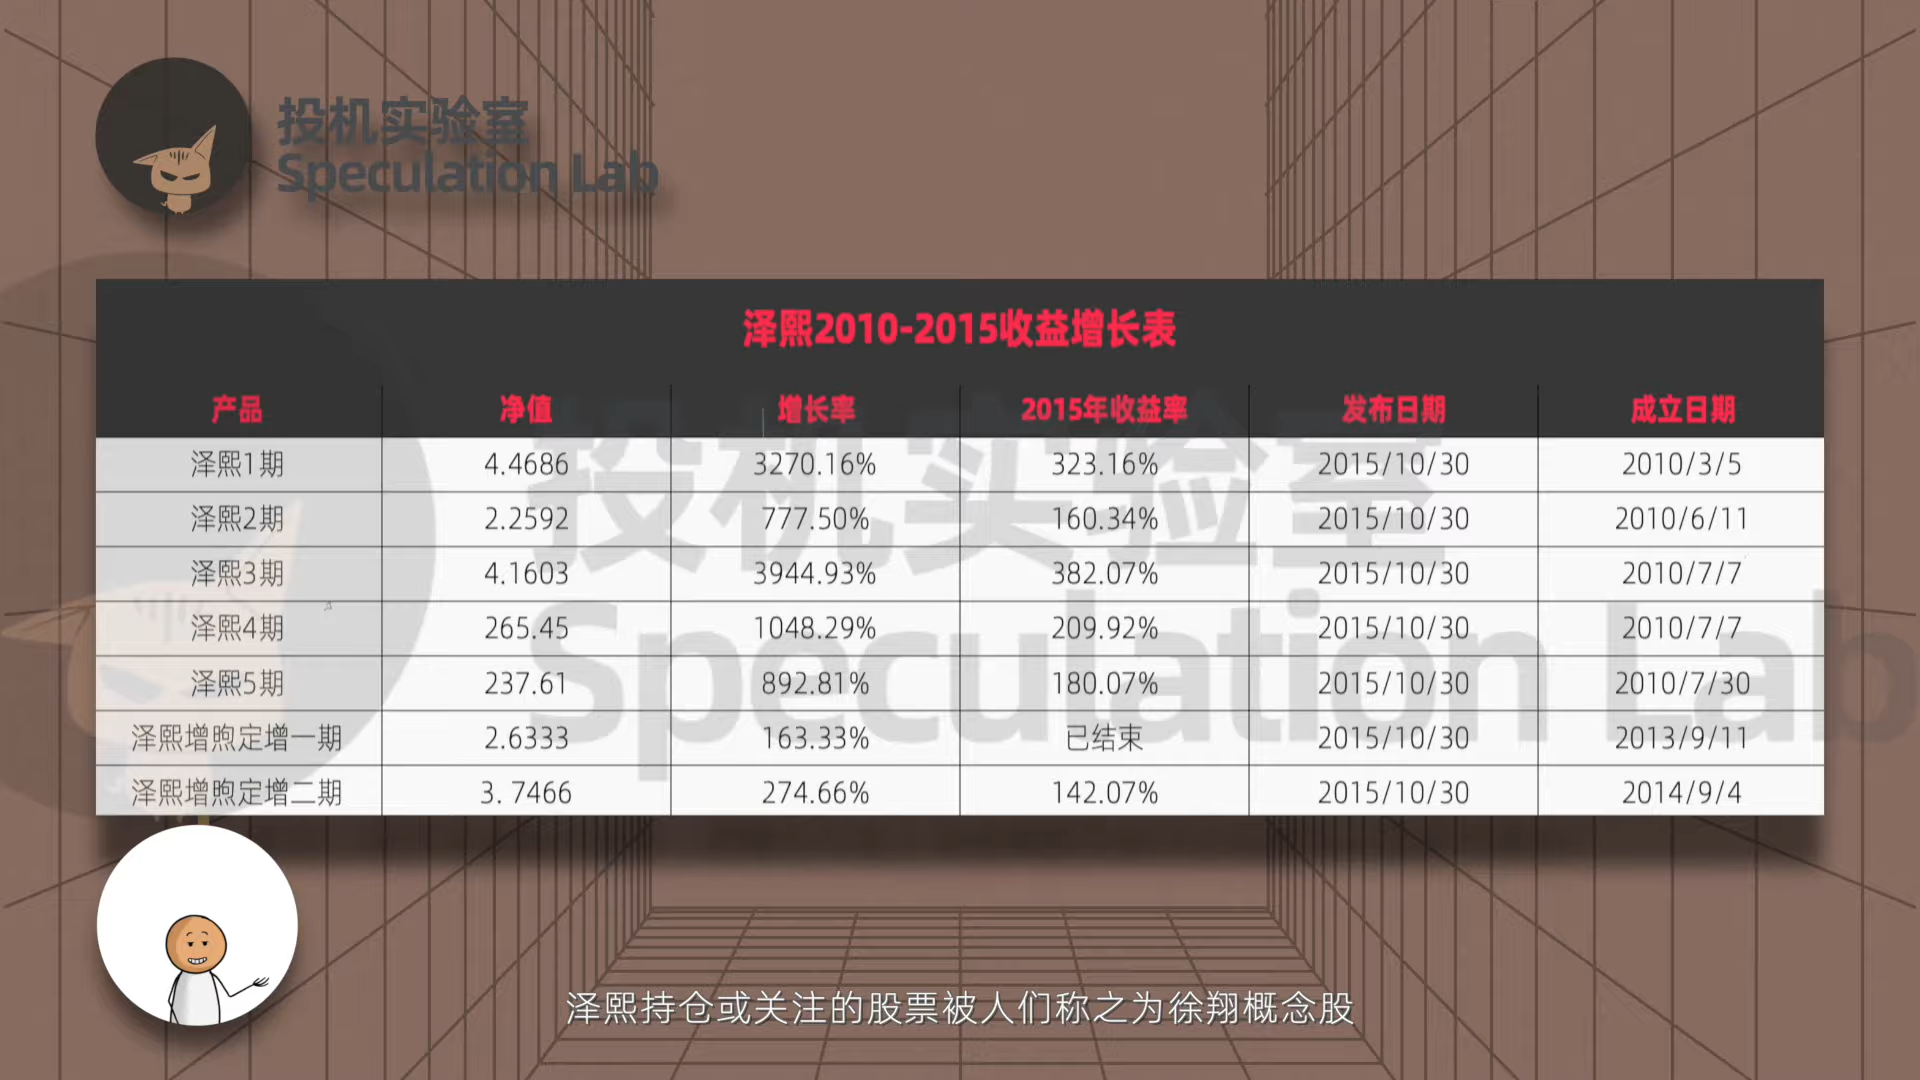 投机实验室
Speculation Lab
泽熙2010-2015收益增长表
产品 净值 增长率 2015年收益率 发布日期 成立日期
泽熙1期 4.4686 3270.16% 323.16% 2015/10/30 2010/3/5
泽熙2期 2.2592 777.50% 160.34% 2015/10/30 2010/6/11
泽熙3期 4.1603 3944.93% 382.07% 2015/10/30 2010/7/7
泽熙4期 265.45 1048.29% 209.92% 2015/10/30 2010/7/7
泽熙5期 237.61 892.81% 180.07% 2015/10/30 2010/7/30
泽熙增煦定增一期 2.6333 163.33% 已结束 2015/10/30 2013/9/11
泽熙增煦定增二期 3. 7466 274.66% 142.07% 2015/10/30 2014/9/4
投机实验室
Speculation Lab
泽熙持仓或关注的股票被人们称之为徐翔概念股